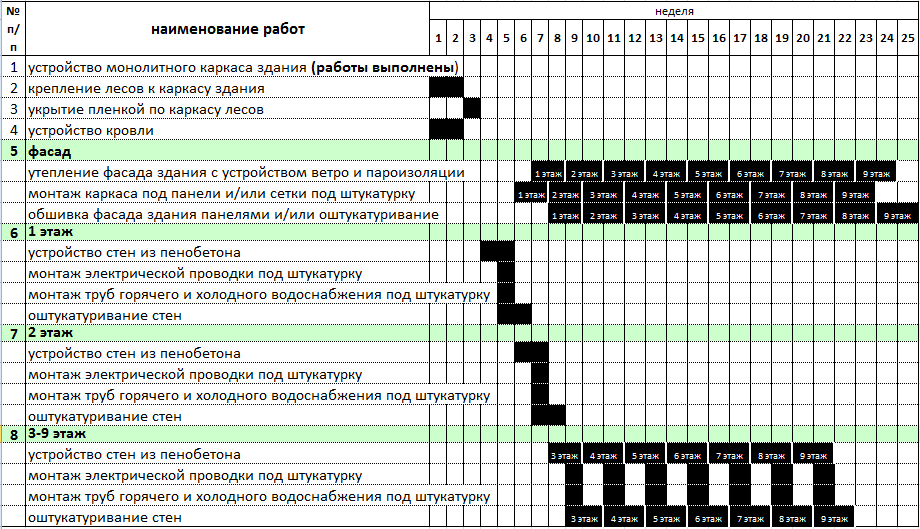 № п/п наименование работ неделя
1 2 3 4 5 6 7 8 9 10 11 12 13 14 15 16 17 18 19 20 21 22 23 24 25
1 устройство монолитного каркаса здания (работы выполнены)
2 крепление лесов к каркасу здания
3 укрытие пленкой по каркасу лесов
4 устройство кровли
5 фасад
утепление фасада здания с устройством ветро и пароизоляции 1 этаж 2 этаж 3 этаж 4 этаж 5 этаж 6 этаж 7 этаж 8 этаж 9 этаж
монтаж каркаса под панели и/или сетки под штукатурку 1 этаж 2 этаж 3 этаж 4 этаж 5 этаж 6 этаж 7 этаж 8 этаж 9 этаж
обшивка фасада здания панелями и/или оштукатуривание 1 этаж 2 этаж 3 этаж 4 этаж 5 этаж 6 этаж 7 этаж 8 этаж 9 этаж
6 1 этаж
устройство стен из пенобетона
монтаж электрической проводки под штукатурку
монтаж труб горячего и холодного водоснабжения под штукатурку
оштукатуривание стен
7 2 этаж
устройство стен из пенобетона
монтаж электрической проводки под штукатурку
монтаж труб горячего и холодного водоснабжения под штукатурку
оштукатуривание стен
8 3-9 этаж
устройство стен из пенобетона 3 этаж 4 этаж 5 этаж 6 этаж 7 этаж 8 этаж 9 этаж
монтаж электрической проводки под штукатурку
монтаж труб горячего и холодного водоснабжения под штукатурку
оштукатуривание стен 3 этаж 4 этаж 5 этаж 6 этаж 7 этаж 8 этаж 9 этаж